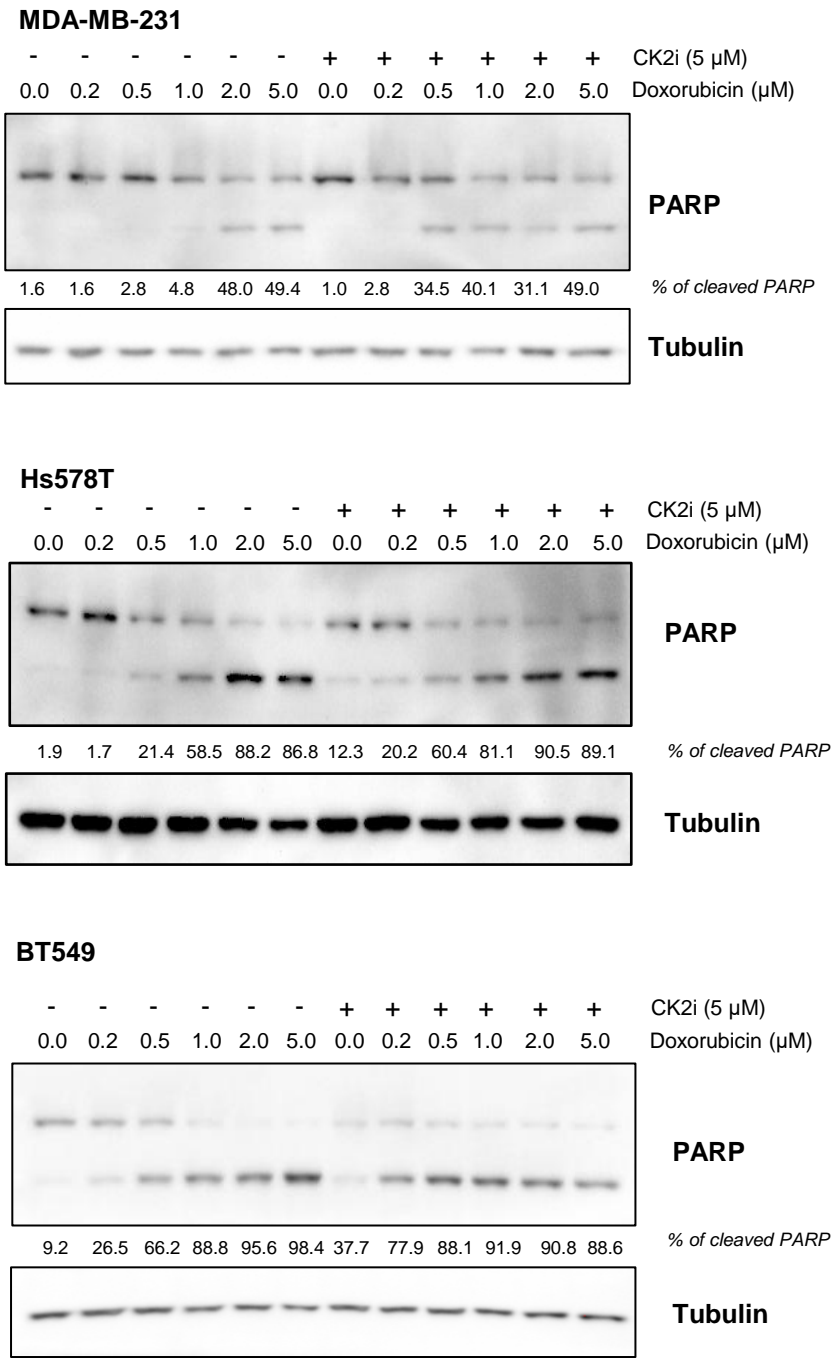 MDA-MB-231
- - - - - - + + + + + + CK2i (5 µM)
0.0 0.2 0.5 1.0 2.0 5.0 0.0 0.2 0.5 1.0 2.0 5.0 Doxorubicin (µM)
PARP
1.6 1.6 2.8 4.8 48.0 49.4 1.0 2.8 34.5 40.1 31.1 49.0 % of cleaved PARP
Tubulin
Hs578T
- - - - - - + + + + + + CK2i (5 µM)
0.0 0.2 0.5 1.0 2.0 5.0 0.0 0.2 0.5 1.0 2.0 5.0 Doxorubicin (µM)
PARP
1.9 1.7 21.4 58.5 88.2 86.8 12.3 20.2 60.4 81.1 90.5 89.1 % of cleaved PARP
Tubulin
BT549
- - - - - - + + + + + + CK2i (5 µM)
0.0 0.2 0.5 1.0 2.0 5.0 0.0 0.2 0.5 1.0 2.0 5.0 Doxorubicin (µM)
PARP
9.2 26.5 66.2 88.8 95.6 98.4 37.7 77.9 88.1 91.9 90.8 88.6 % of cleaved PARP
Tubulin